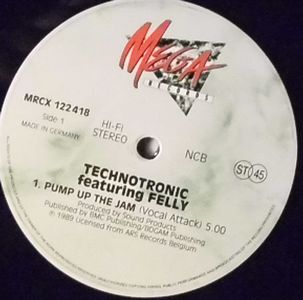 MEGA
RECORDS
MRCX 122418
Side 1
MADE IN GERMANY
HI-FI
STEREO
NCB
ST 45
TECHNOTRONIC
featuring FELLY
1. PUMP UP THE JAM (Vocal Attack) 5.00
Produced by Sound Products
Published by BMC Publishing/BOGAM Publishing
℗ 1989 Licensed from ARS Records Belgium